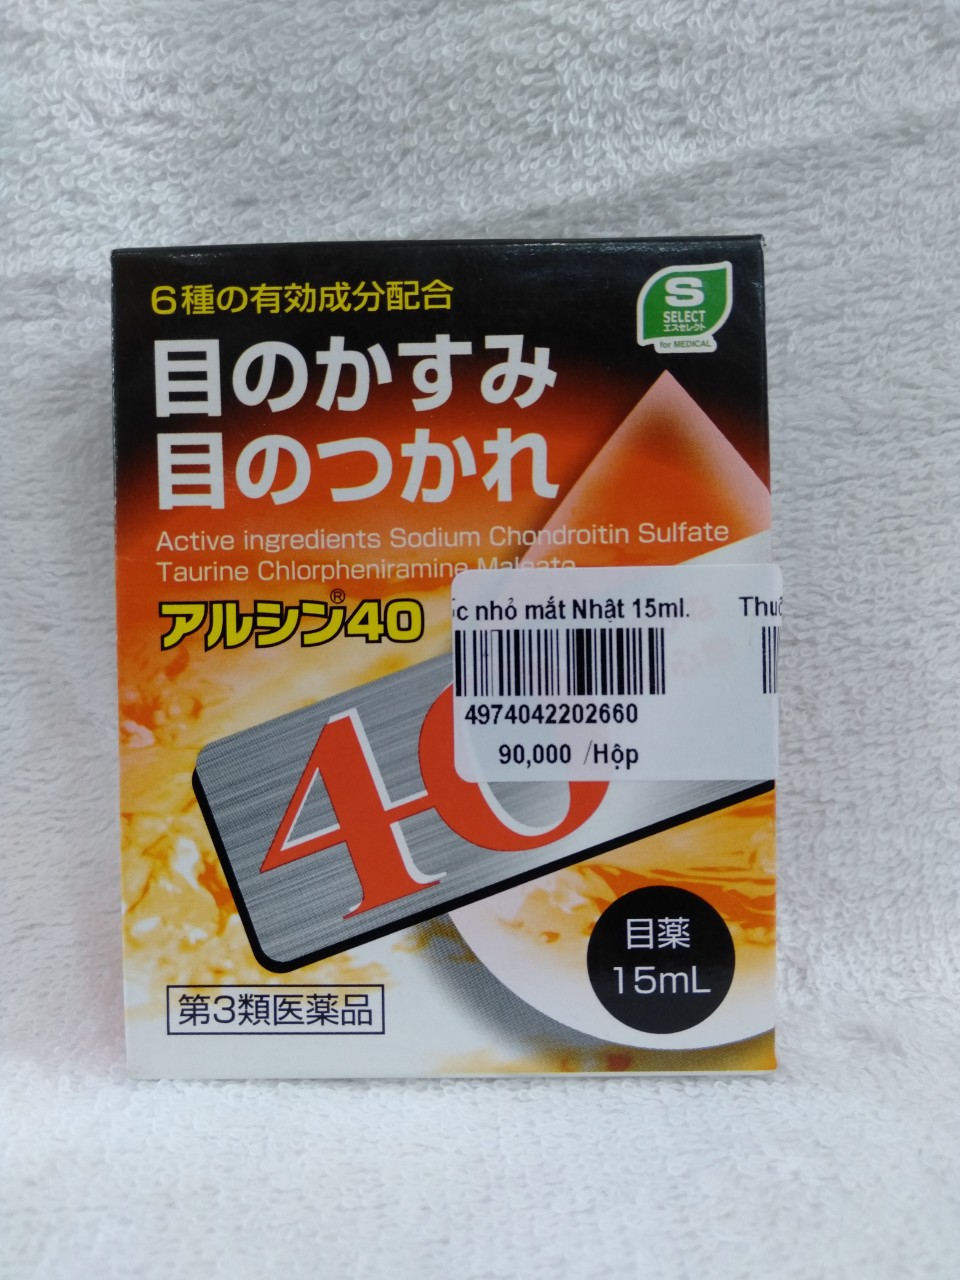 6種の有効成分配合
S
SELECT
エスセレクト
for MEDICAL
目のかすみ
目のつかれ
Active ingredients Sodium Chondroitin Sulfate
Taurine Chlorpheniramine Maleate
アルシン®40
nhỏ mắt Nhật 15ml.
4974042202660
90,000 /Hộp
40
目薬
15mL
第3類医薬品